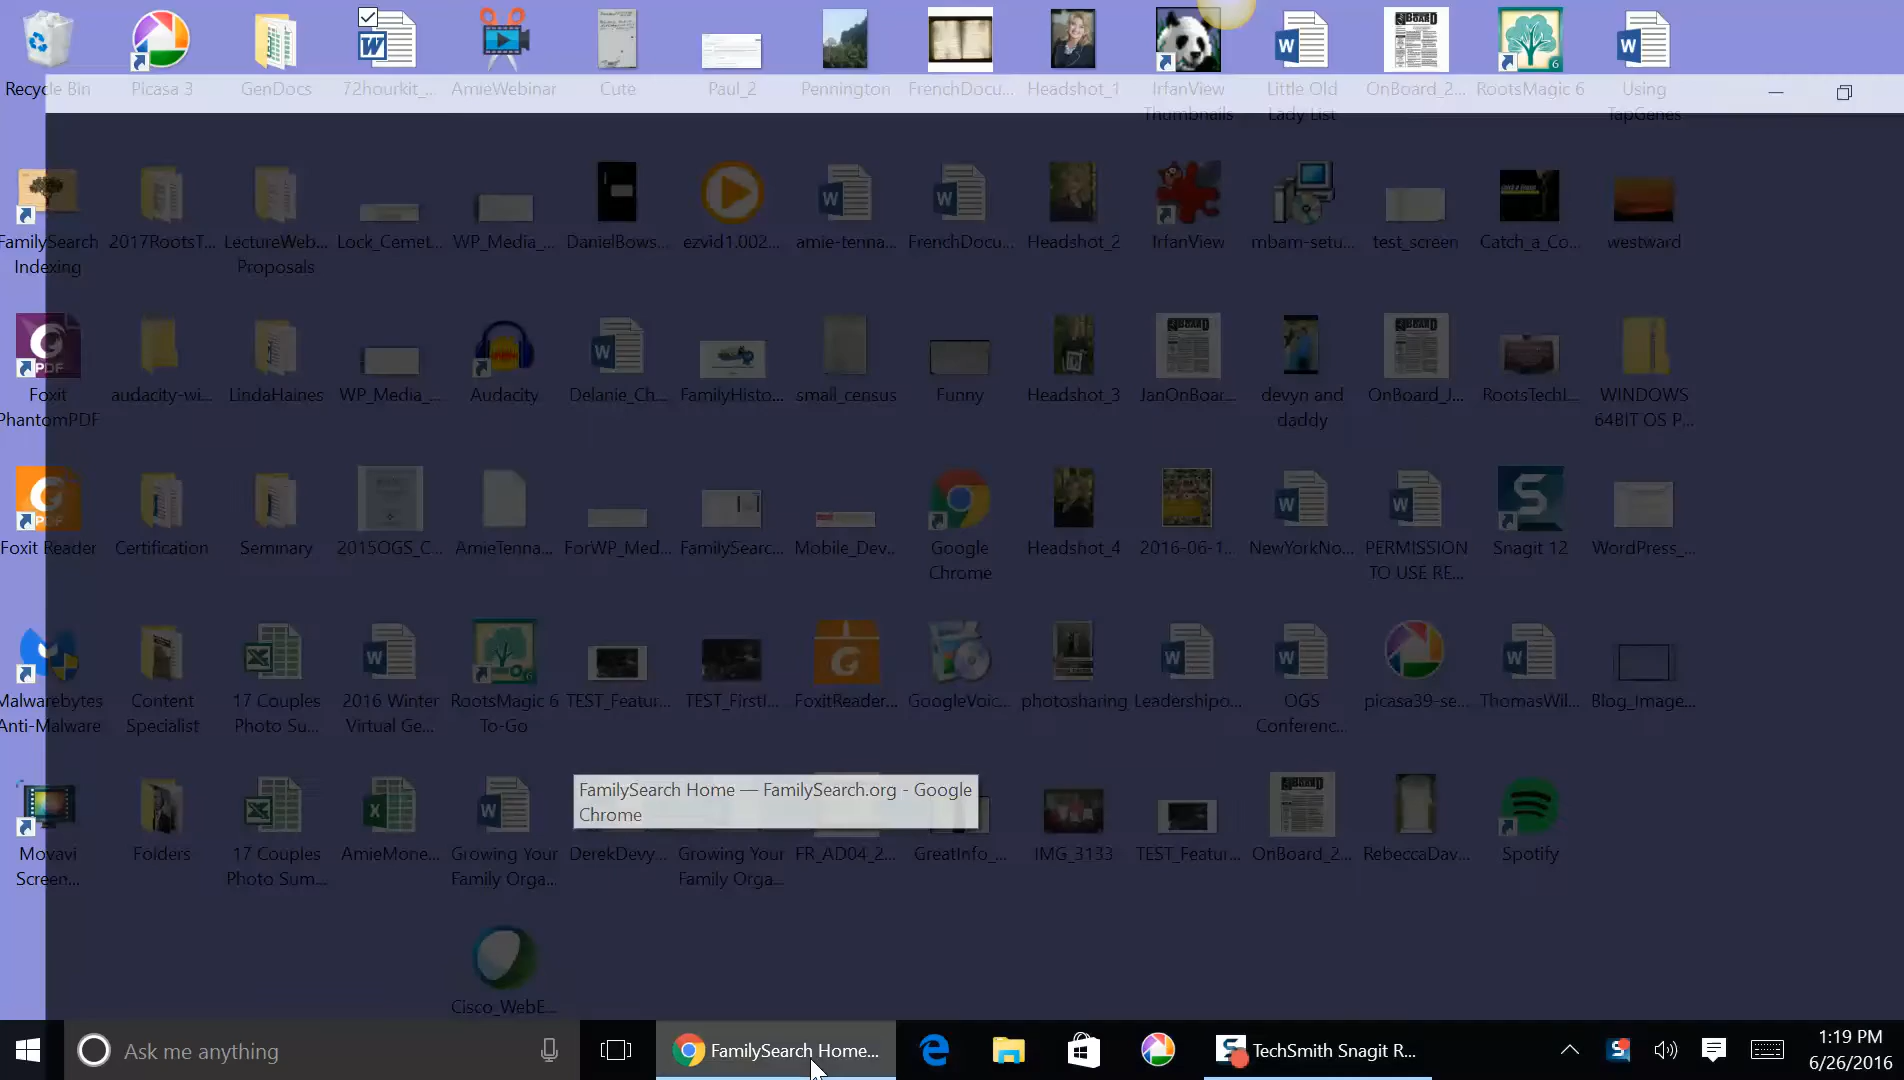 Recycle Bin
Picasa 3
GenDocs
72hourkit_...
AmieWebinar
Cute
Paul_2
Pennington
FrenchDocu...
Headshot_1
IrfanView
Thumbnails
Little Old
Lady List
OnBoard_2...
RootsMagic 6
Using
TapGenes
FamilySearch
Indexing
2017RootsT...
LectureWeb...
Proposals
Lock_Cemet...
WP_Media_...
DanielBows...
ezvid1.002...
amie-tenna...
FrenchDocu...
Headshot_2
IrfanView
mbam-setu...
test_screen
Catch_a_Co...
westward
Foxit
PhantomPDF
audacity-wi...
LindaHaines
WP_Media_...
Audacity
Delanie_Ch...
FamilyHisto...
small_census
Funny
Headshot_3
JanOnBoar...
devyn and
daddy
OnBoard_J...
RootsTechI...
WINDOWS
64BIT OS P...
Foxit Reader
Certification
Seminary
2015OGS_C...
AmieTenna...
ForWP_Med...
FamilySearc...
Mobile_Dev...
Google
Chrome
Headshot_4
2016-06-1...
NewYorkNo...
PERMISSION
TO USE RE...
Snagit 12
WordPress_...
Malwarebytes
Anti-Malware
Content
Specialist
17 Couples
Photo Su...
2016 Winter
Virtual Ge...
RootsMagic 6
To-Go
TEST_Featur...
TEST_FirstI...
FoxitReader...
GoogleVoic...
photosharing
Leadershipo...
OGS
Conferenc...
picasa39-se...
ThomasWil...
Blog_Image...
FamilySearch Home — FamilySearch.org - Google
Chrome
Movavi
Screen...
Folders
17 Couples
Photo Sum...
AmieMone...
Growing Your
Family Orga...
DerekDevy...
Growing Your
Family Orga...
FR_AD04_2...
GreatInfo_...
IMG_3133
TEST_Featur...
OnBoard_2...
RebeccaDav...
Spotify
Cisco_WebE...
Ask me anything
FamilySearch Home...
TechSmith Snagit R...
1:19 PM
6/26/2016